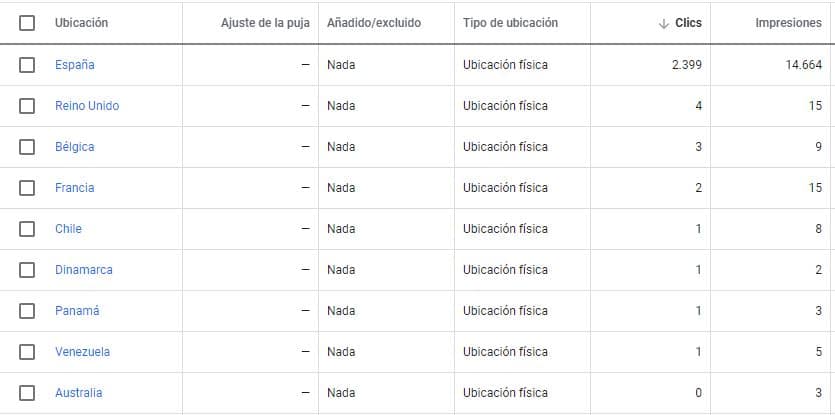 Ubicación Ajuste de la puja Añadido/excluido Tipo de ubicación ↓ Clics Impresiones
España — Nada Ubicación física 2.399 14.664
Reino Unido — Nada Ubicación física 4 15
Bélgica — Nada Ubicación física 3 9
Francia — Nada Ubicación física 2 15
Chile — Nada Ubicación física 1 8
Dinamarca — Nada Ubicación física 1 2
Panamá — Nada Ubicación física 1 3
Venezuela — Nada Ubicación física 1 5
Australia — Nada Ubicación física 0 3